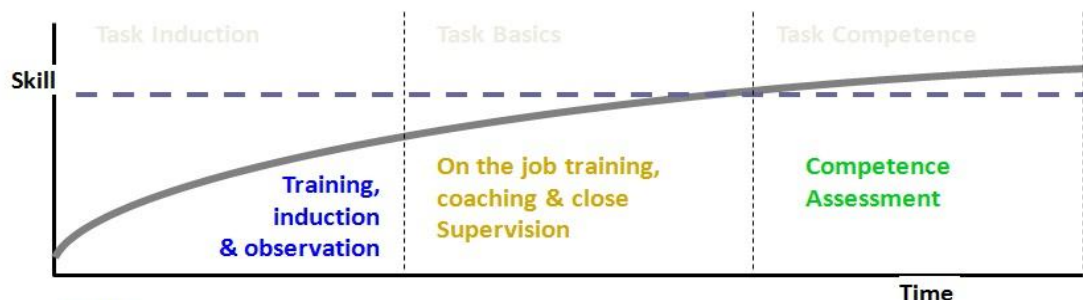 Task Induction
Task Basics
Task Competence
Skill
Training,
induction
& observation
On the job training,
coaching & close
Supervision
Competence
Assessment
Time